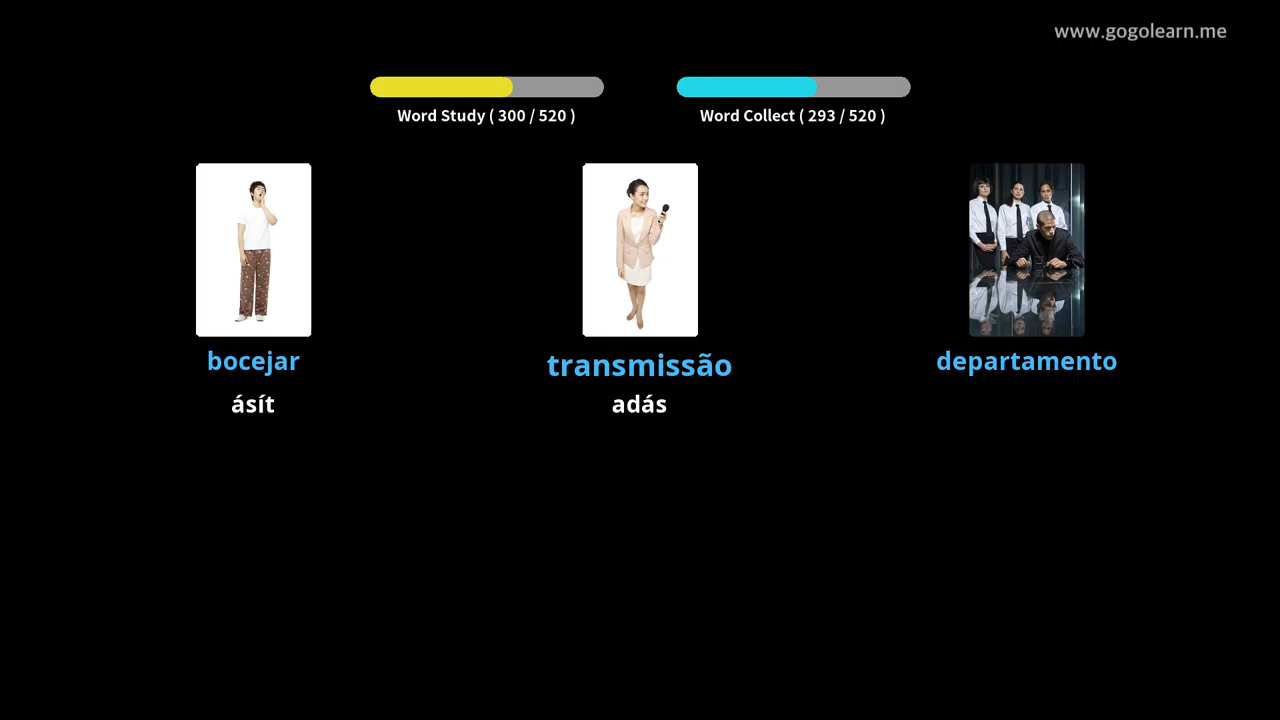 www.gogolearn.me
Word Study ( 300 / 520 )
Word Collect ( 293 / 520 )
bocejar
transmissão
departamento
ásít
adás